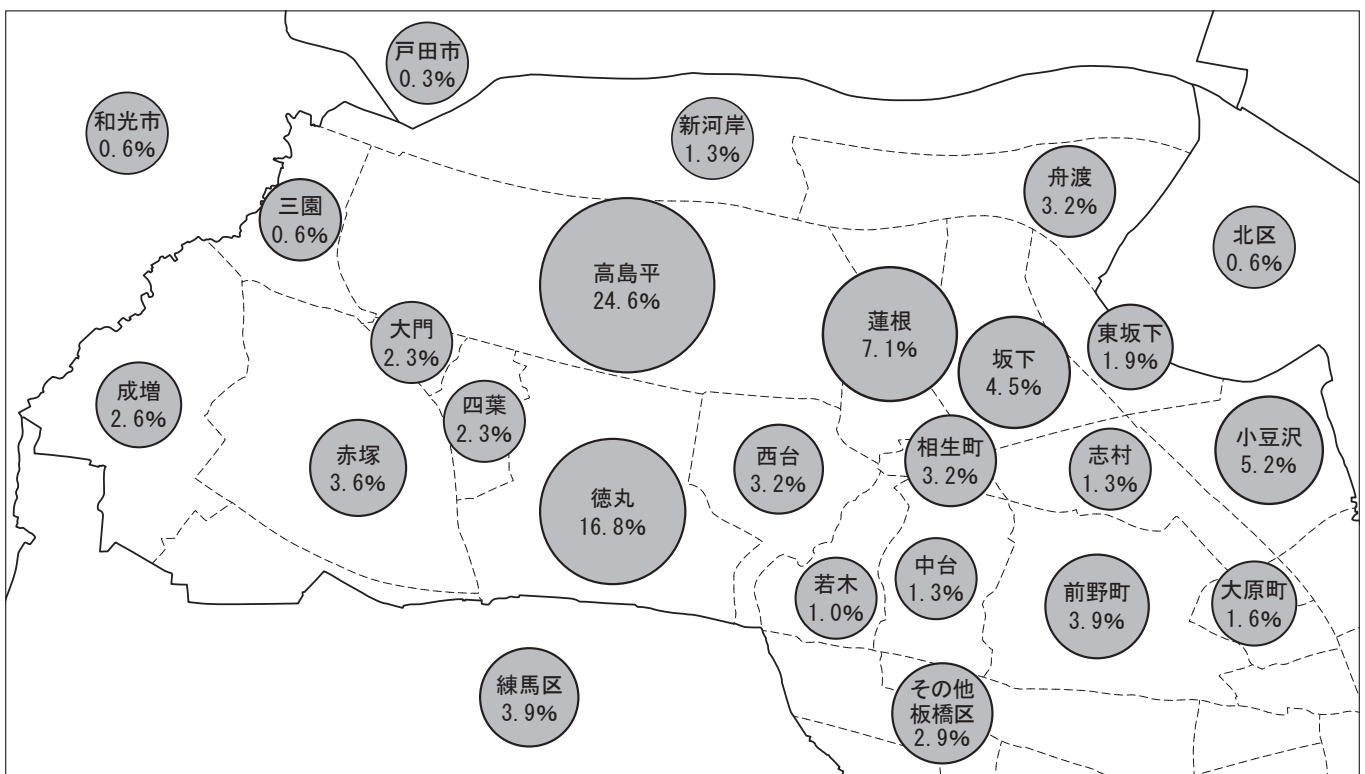 戸田市
0.3%
和光市
0.6%
新河岸
1.3%
舟渡
3.2%
三園
0.6%
北区
0.6%
高島平
24.6%
蓮根
7.1%
坂下
4.5%
東坂下
1.9%
大門
2.3%
成増
2.6%
四葉
2.3%
赤塚
3.6%
徳丸
16.8%
西台
3.2%
相生町
3.2%
志村
1.3%
小豆沢
5.2%
若木
1.0%
中台
1.3%
前野町
3.9%
大原町
1.6%
練馬区
3.9%
その他
板橋区
2.9%